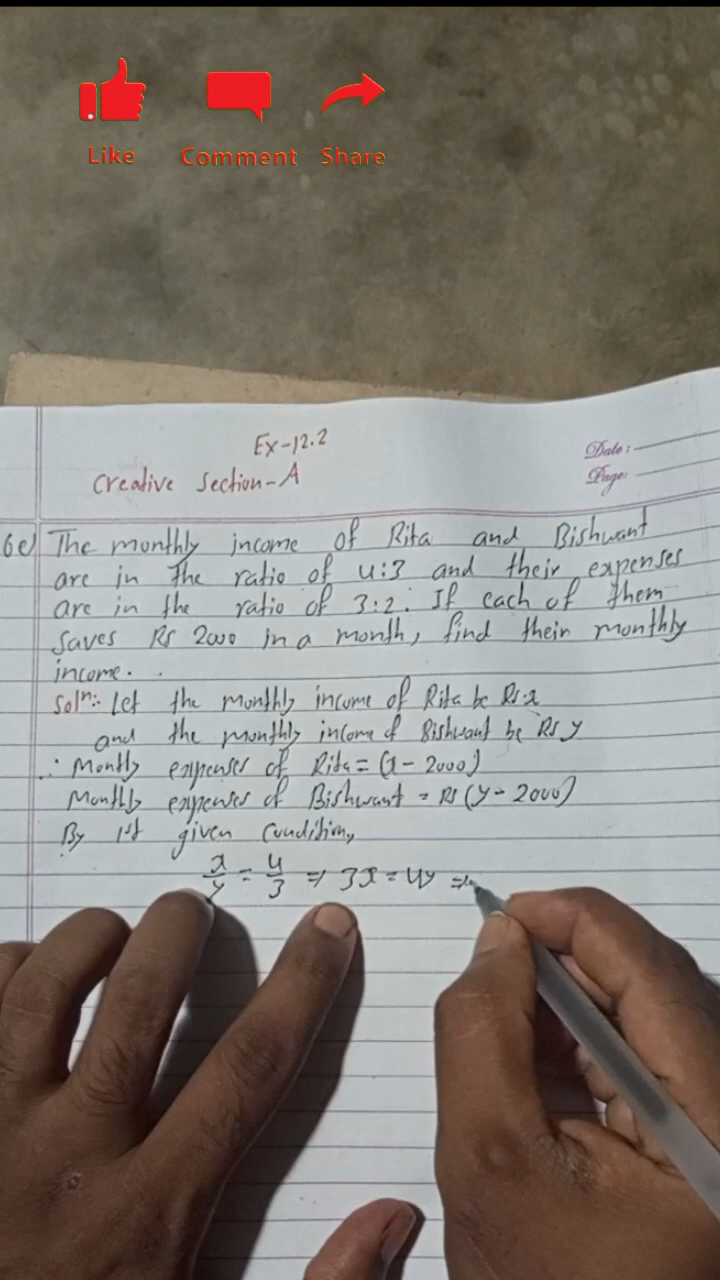 Like Comment Share
Ex-12.2
Date:
Creative Section-A
Page:
6e) The monthly income of Rita and Bishwant
are in the ratio of 4:3 and their expenses
are in the ratio of 3:2. If each of them
saves Rs 2000 in a month, find their monthly
income.
Solⁿ:- Let the monthly income of Rita be Rs. x
and the monthly income of Bishwant be Rs y
∴ Montly expenses of Rita = (x - 2000)
Monthly expenses of Bishwant = Rs (y - 2000)
By 1st given condition,
x/y = 4/3 ⇒ 3x = 4y ⇒